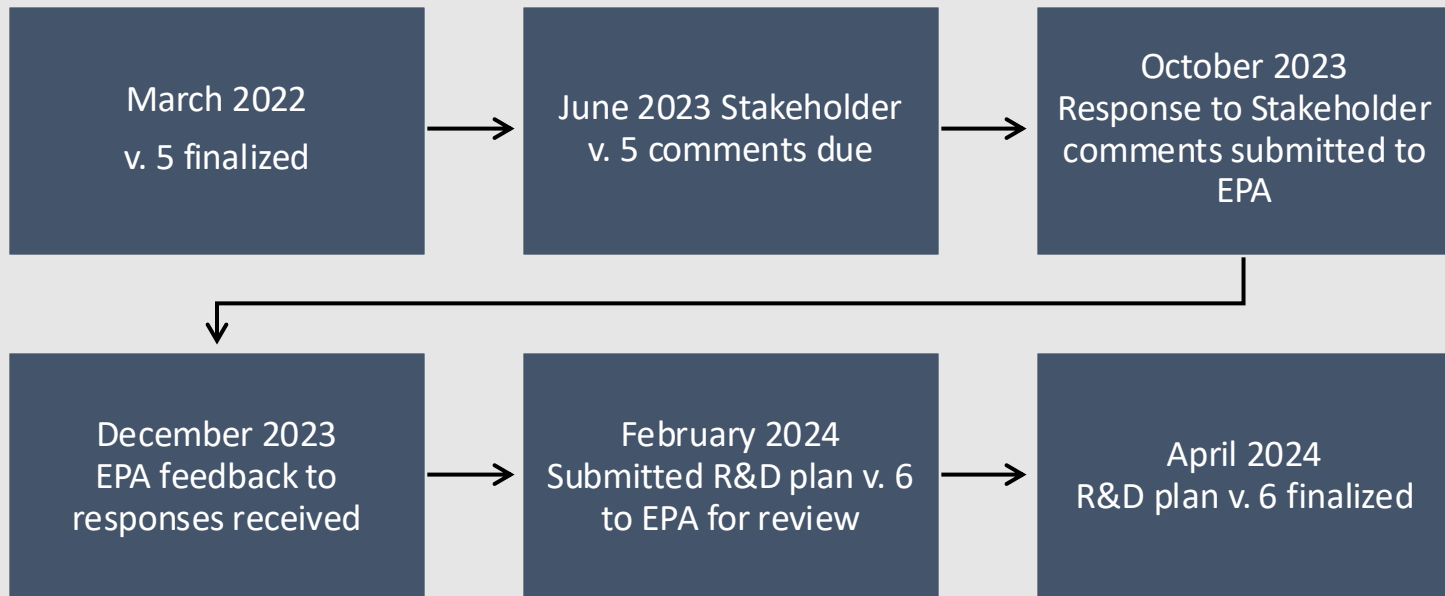 March 2022
v. 5 finalized
June 2023 Stakeholder
v. 5 comments due
October 2023
Response to Stakeholder
comments submitted to
EPA
December 2023
EPA feedback to
responses received
February 2024
Submitted R&D plan v. 6
to EPA for review
April 2024
R&D plan v. 6 finalized